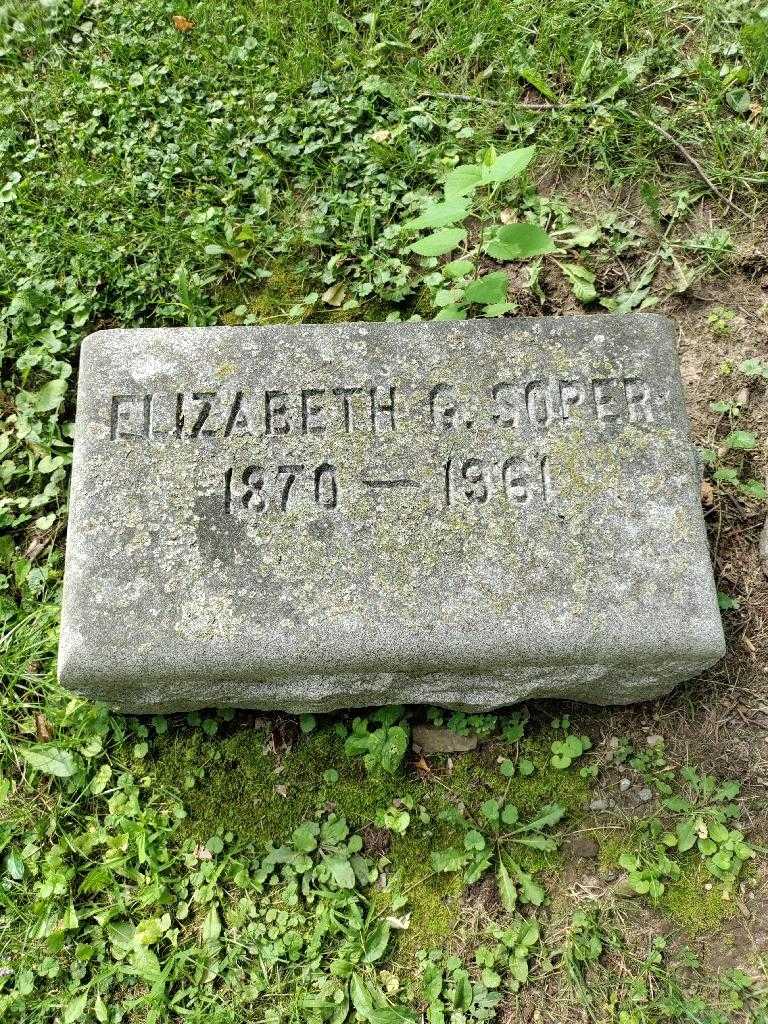 ELIZABETH G. SOPER
1870 — 1961